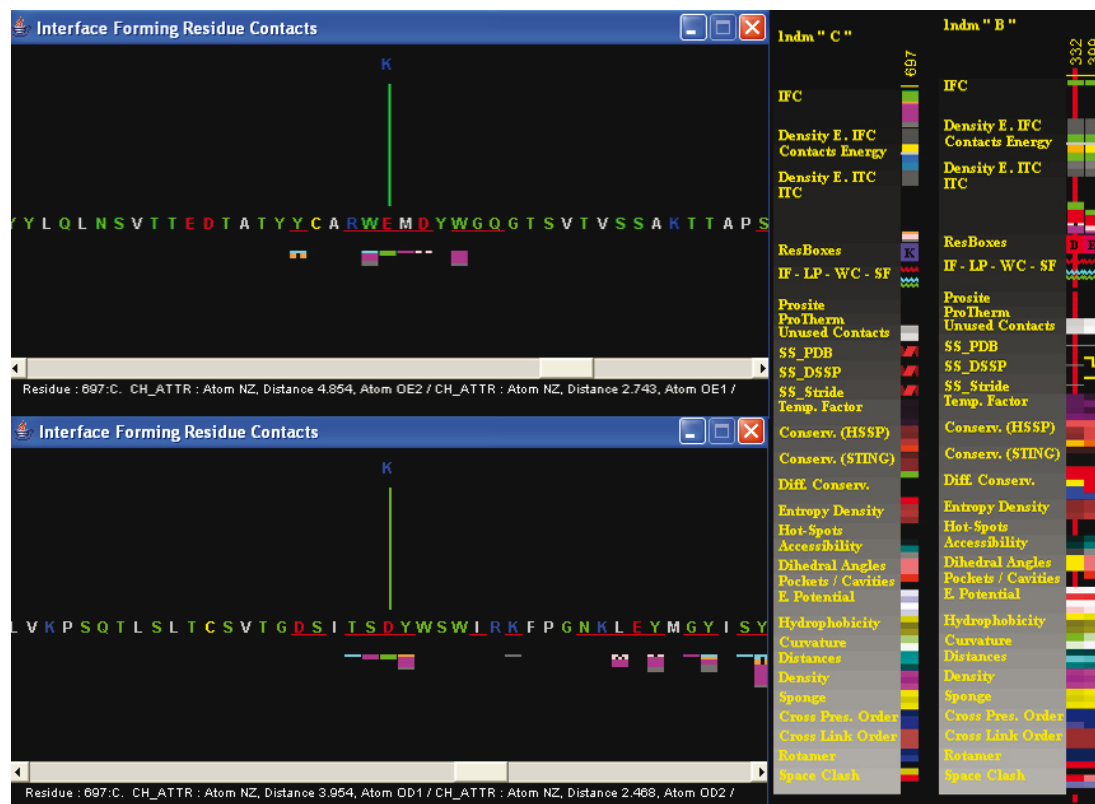 Interface Forming Residue Contacts
K
Y Y L Q L N S V T T E D T A T Y Y C A R W E M D Y W G Q G T S V T V S S A K T T A P S
Residue : 697:C. CH_ATTR : Atom NZ, Distance 4.854, Atom OE2 / CH_ATTR : Atom NZ, Distance 2.743, Atom OE1 /
Interface Forming Residue Contacts
K
L V K P S Q T L S L T C S V T G D S I T S D Y W S W I R K F P G N K L E Y M G Y I S Y
Residue : 697:C. CH_ATTR : Atom NZ, Distance 3.954, Atom OD1 / CH_ATTR : Atom NZ, Distance 2.468, Atom OD2 /
1ndm " C "
697
IFC
Density E . IFC
Contacts Energy
Density E . ITC
ITC
ResBoxes
K
IF - LP - WC - SF
Prosite
ProTherm
Unused Contacts
SS_PDB
SS_DSSP
SS_Stride
Temp. Factor
Conserv. (HSSP)
Conserv. (STING)
Diff. Conserv.
Entropy Density
Hot-Spots
Accessibility
Dihedral Angles
Pockets / Cavities
E. Potential
Hydrophobicity
Curvature
Distances
Density
Sponge
Cross Pres. Order
Cross Link Order
Rotamer
Space Clash
1ndm " B "
332
399
IFC
Density E . IFC
Contacts Energy
Density E . ITC
ITC
ResBoxes
D E
IF - LP - WC - SF
Prosite
ProTherm
Unused Contacts
SS_PDB
SS_DSSP
SS_Stride
Temp. Factor
Conserv. (HSSP)
Conserv. (STING)
Diff. Conserv.
Entropy Density
Hot-Spots
Accessibility
Dihedral Angles
Pockets / Cavities
E. Potential
Hydrophobicity
Curvature
Distances
Density
Sponge
Cross Pres. Order
Cross Link Order
Rotamer
Space Clash